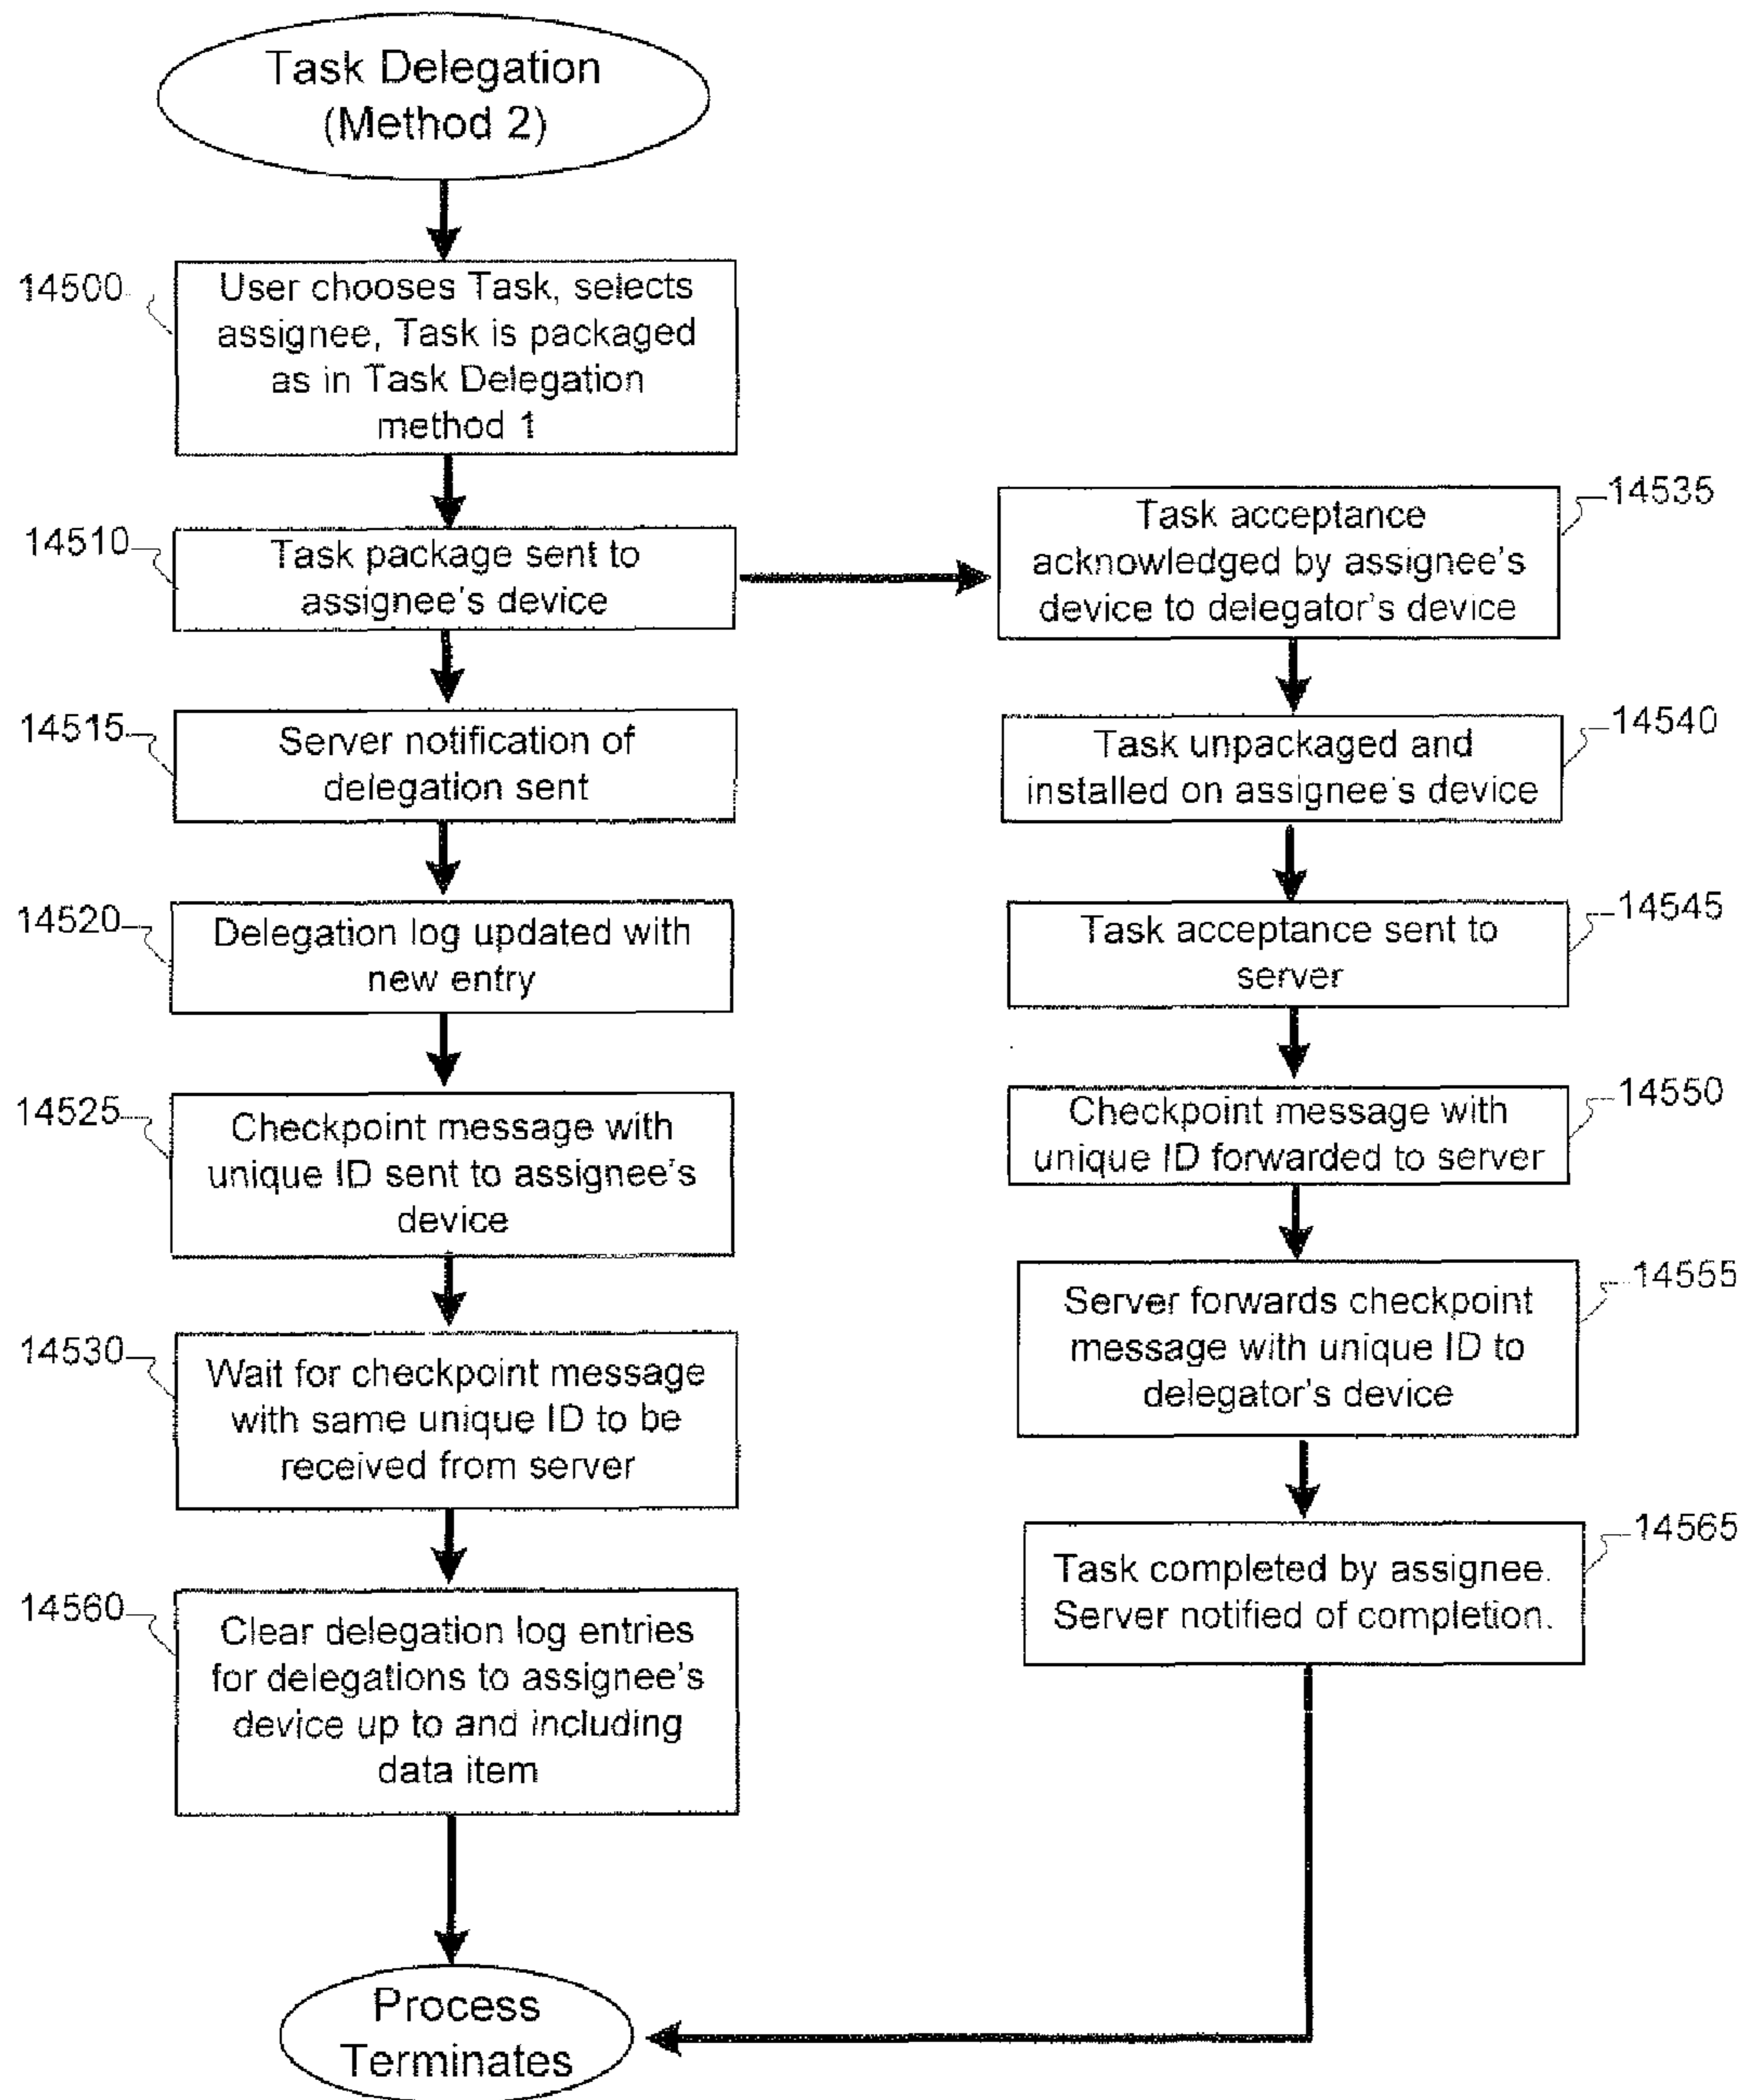 Task Delegation
(Method 2)
14500
User chooses Task, selects
assignee, Task is packaged
as in Task Delegation
method 1
14510
Task package sent to
assignee's device
14515
Server notification of
delegation sent
14520
Delegation log updated with
new entry
14525
Checkpoint message with
unique ID sent to assignee's
device
14530
Wait for checkpoint message
with same unique ID to be
received from server
14560
Clear delegation log entries
for delegations to assignee's
device up to and including
data item
14535
Task acceptance
acknowledged by assignee's
device to delegator's device
14540
Task unpackaged and
installed on assignee's device
14545
Task acceptance sent to
server
14550
Checkpoint message with
unique ID forwarded to server
14555
Server forwards checkpoint
message with unique ID to
delegator's device
14565
Task completed by assignee.
Server notified of completion.
Process
Terminates